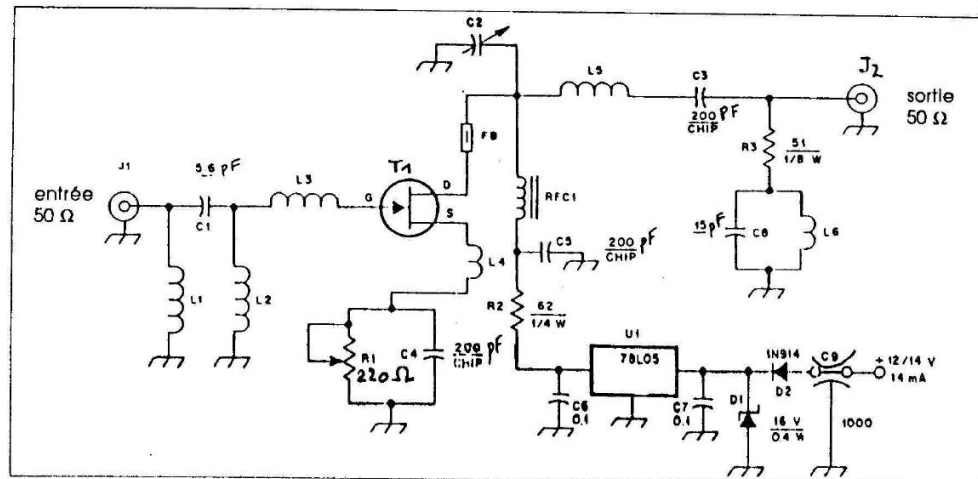 C2
L5
C3
200 pF
CHIP
J2
sortie
50 Ω
FB
R3
51
1/8 W
J1
5,6 pF
C1
L3
T1
G
D
S
entrée
50 Ω
RFC1
15 pF
C8
L6
L1
L2
L4
C5
200 pF
CHIP
R2
62
1/4 W
R1
220Ω
C4
200 pF
CHIP
U1
78L05
1N914
D2
C9
+ 12/14 V
14 mA
C6
0,1
C7
0,1
D1
16 V
0.4 W
1000